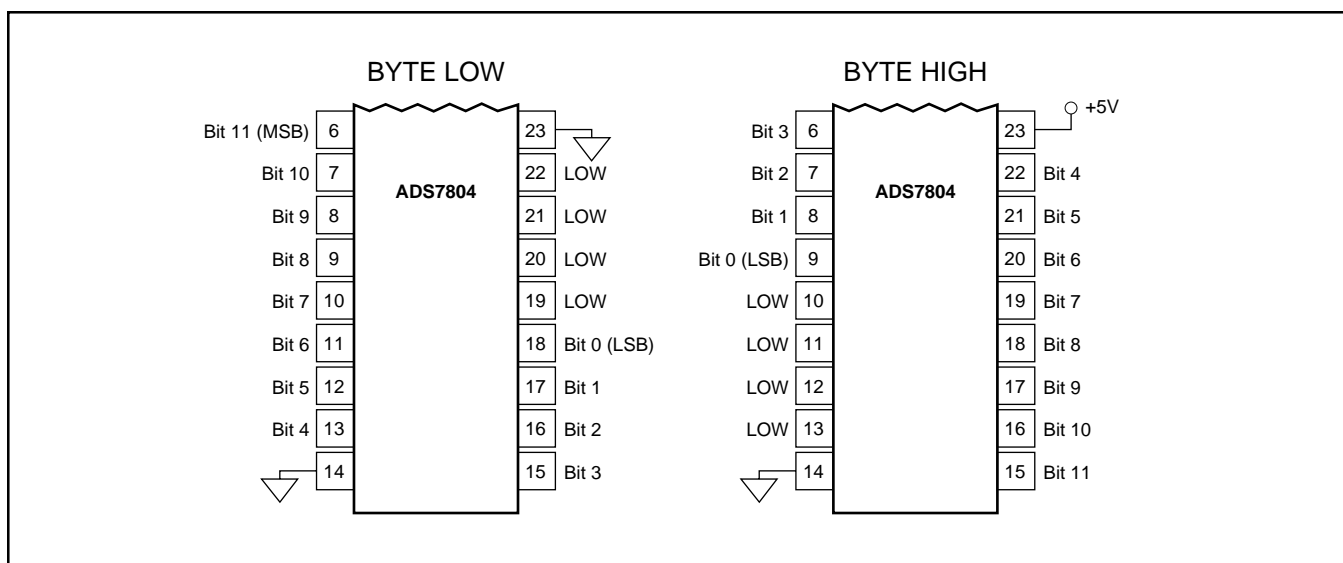 BYTE LOW
Bit 11 (MSB) 6 23
Bit 10 7 ADS7804 22 LOW
Bit 9 8 21 LOW
Bit 8 9 20 LOW
Bit 7 10 19 LOW
Bit 6 11 18 Bit 0 (LSB)
Bit 5 12 17 Bit 1
Bit 4 13 16 Bit 2
14 15 Bit 3
BYTE HIGH
+5V
Bit 3 6 23
Bit 2 7 ADS7804 22 Bit 4
Bit 1 8 21 Bit 5
Bit 0 (LSB) 9 20 Bit 6
LOW 10 19 Bit 7
LOW 11 18 Bit 8
LOW 12 17 Bit 9
LOW 13 16 Bit 10
14 15 Bit 11